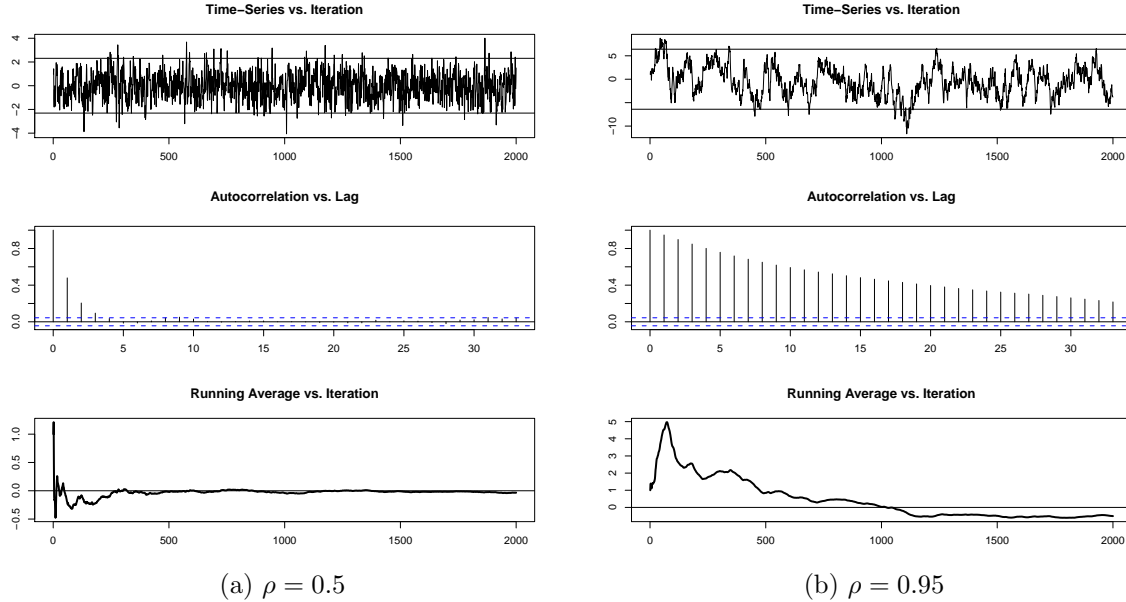 Time−Series vs. Iteration
4
2
0
−2
−4
0 500 1000 1500 2000
Autocorrelation vs. Lag
0.8
0.4
0.0
0 5 10 15 20 25 30
Running Average vs. Iteration
1.0
0.5
0.0
−0.5
0 500 1000 1500 2000
(a) ρ = 0.5
Time−Series vs. Iteration
5
0
−10
0 500 1000 1500 2000
Autocorrelation vs. Lag
0.8
0.4
0.0
0 5 10 15 20 25 30
Running Average vs. Iteration
5
4
3
2
1
0
0 500 1000 1500 2000
(b) ρ = 0.95